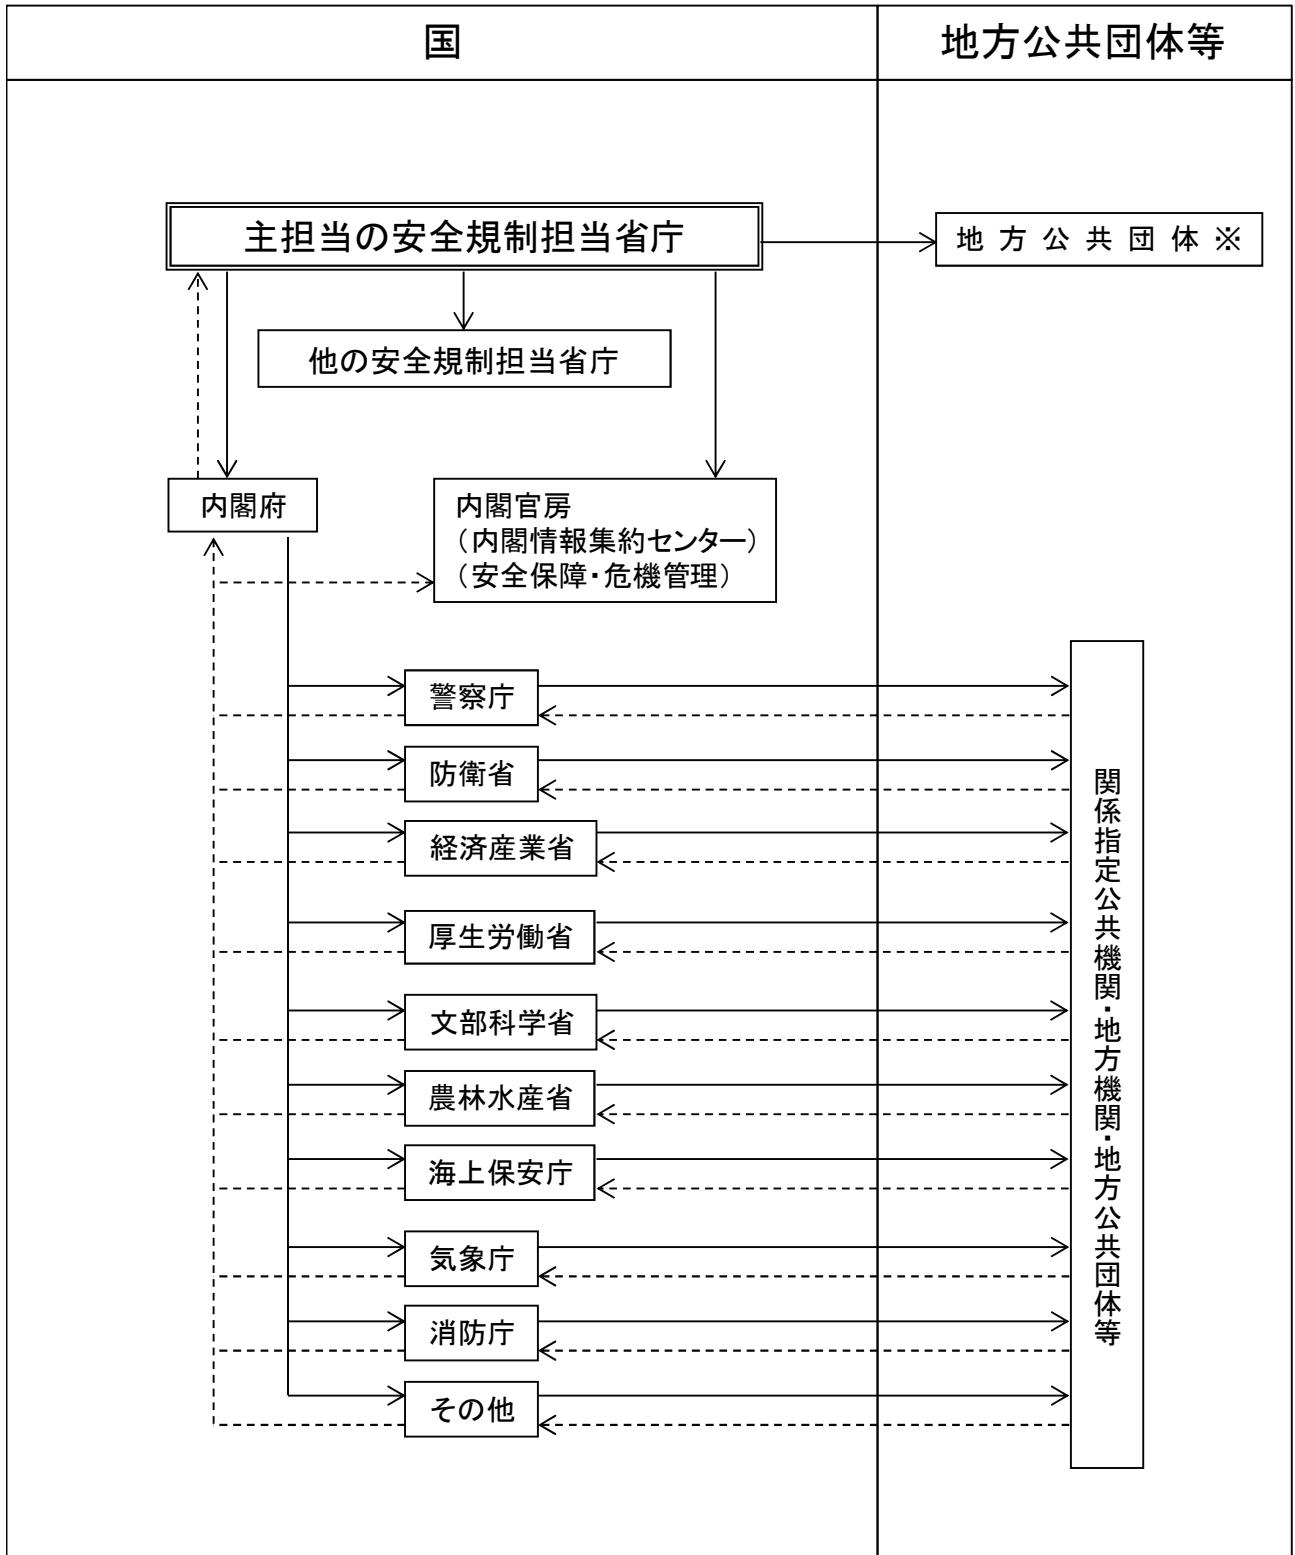 国
地方公共団体等
主担当の安全規制担当省庁
地方公共団体※
他の安全規制担当省庁
内閣府
内閣官房
（内閣情報集約センター）
（安全保障・危機管理）
警察庁
防衛省
経済産業省
厚生労働省
文部科学省
農林水産省
海上保安庁
気象庁
消防庁
その他
関係指定公共機関・地方機関・地方公共団体等